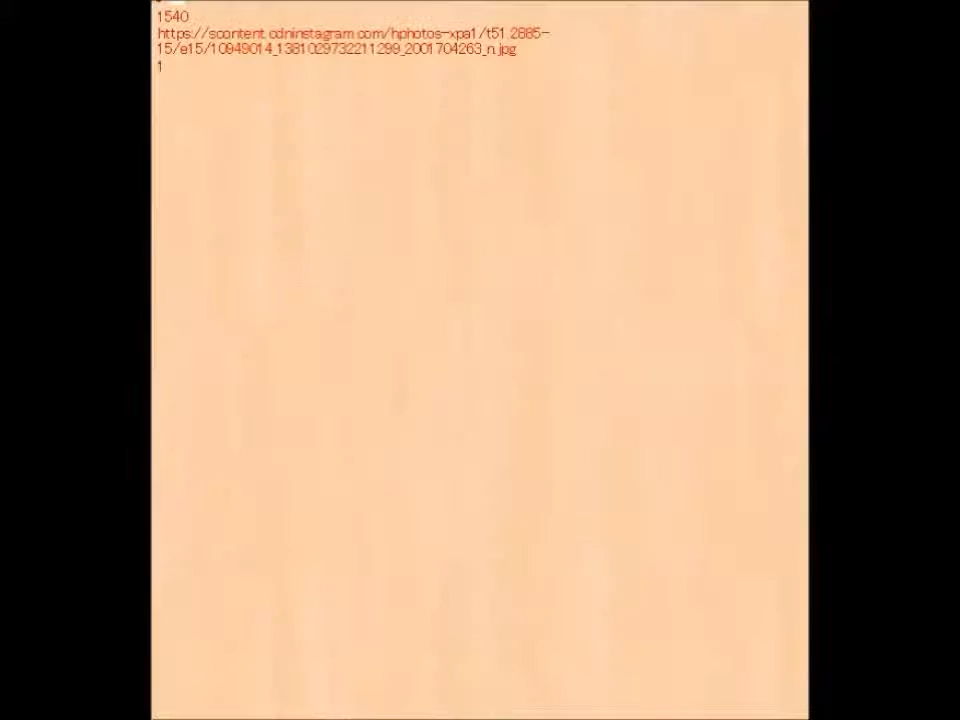 1540
https://scontent.cdninstagram.com/hphotos-xpa1/t51.2885-
15/e15/10949014_1381029732211299_2001704263_n.jpg
1